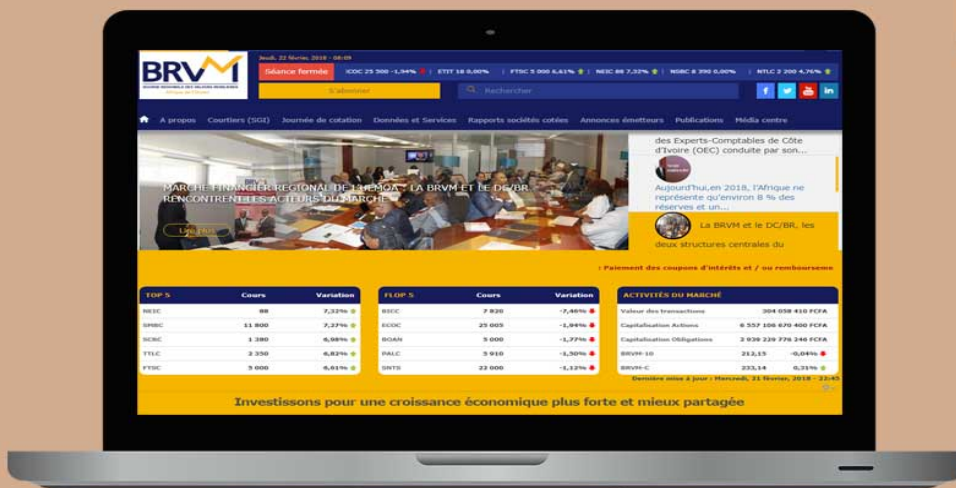 BRVM
BOURSE REGIONALE DES VALEURS MOBILIERES
Afrique de l'Ouest
Jeudi, 22 février, 2018 - 08:09
Séance fermée
25 500 -1,94% | ETIT 18 0,00% | FTSC 5 000 6,61% | NEIC 88 7,32% | NSBC 8 390 0,00% | NTLC 2 200 4,76%
S'abonner
Rechercher
A propos Courtiers (SGI) Journée de cotation Données et Services Rapports sociétés cotées Annonces émetteurs Publications Média centre
MARCHE FINANCIER REGIONAL DE L'UEMOA : LA BRVM ET LE DC/BR
RENCONTRENT LES ACTEURS DU MARCHE
Lire plus
des Experts-Comptables de Côte
d'Ivoire (OEC) conduite par son...
Aujourd'hui,en 2018, l'Afrique ne
représente qu'environ 8 % des
réserves et un...
La BRVM et le DC/BR, les
deux structures centrales du
: Paiement des coupons d'intérêts et / ou rembourseme
TOP 5 Cours Variation
NEIC 88 7,32%
SMBC 11 800 7,27%
SCRC 1 380 6,98%
TTLC 2 350 6,82%
FTSC 5 000 6,61%
FLOP 5 Cours Variation
BICC 7 820 -7,46%
ECOC 25 005 -1,94%
BOAN 5 000 -1,77%
PALC 5 910 -1,50%
SNTS 22 000 -1,12%
ACTIVITÉS DU MARCHÉ
Valeur des transactions 304 058 410 FCFA
Capitalisation Actions 6 557 106 670 400 FCFA
Capitalisation Obligations 2 939 229 776 246 FCFA
BRVM-10 212,15 -0,04%
BRVM-C 233,14 0,31%
Dernière mise à jour : Mercredi, 21 février, 2018 - 22:45
Investissons pour une croissance économique plus forte et mieux partagée